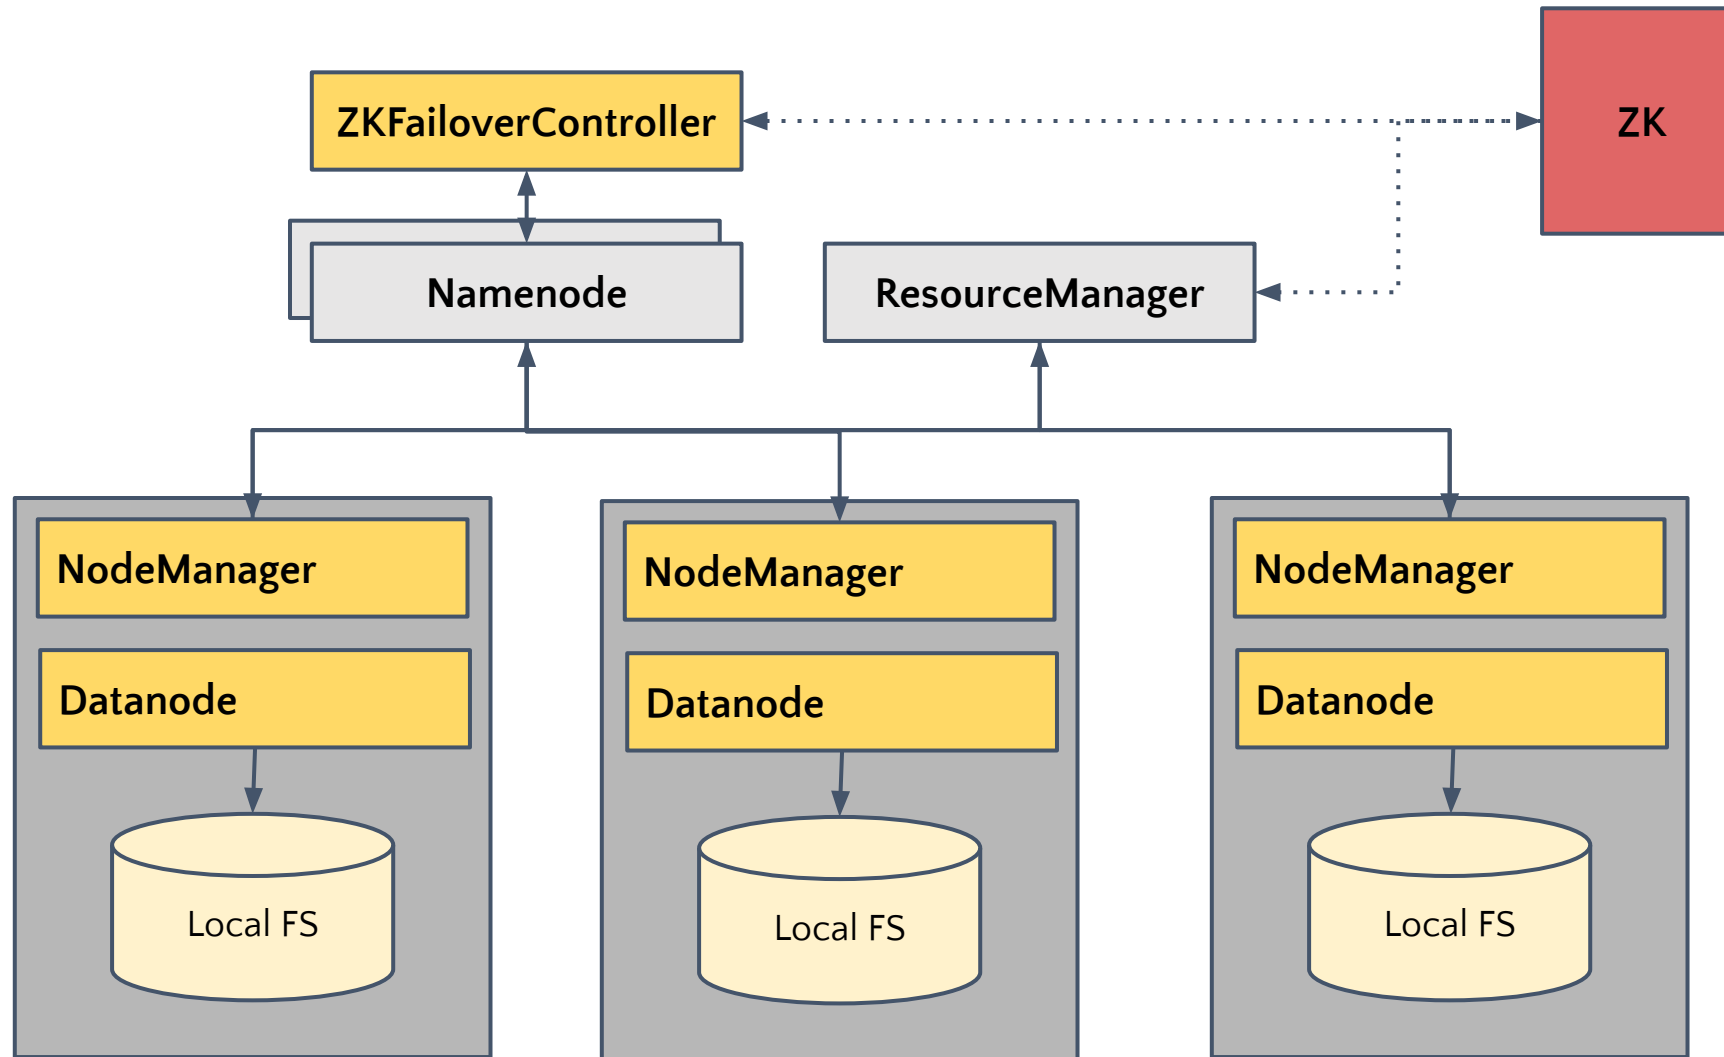 ZKFailoverController
ZK
Namenode
ResourceManager
NodeManager
NodeManager
NodeManager
Datanode
Datanode
Datanode
Local FS
Local FS
Local FS